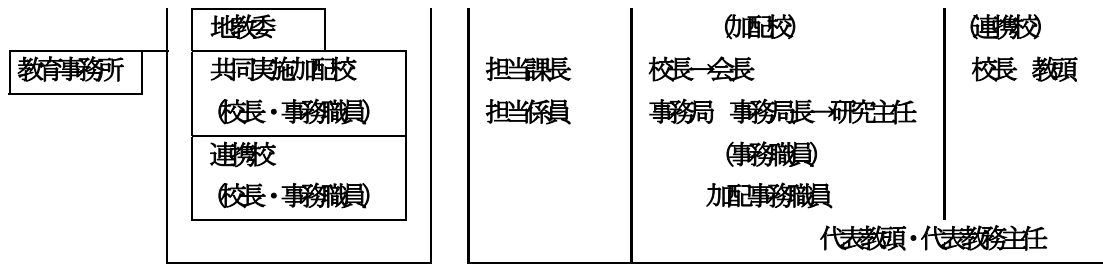 地教委
教育事務所
共同実施加配校
(校長・事務職員)
連携校
(校長・事務職員)
担当課長
担当係員
(加配校)
校長→会長
事務局 事務局長→研究主任
(事務職員)
加配事務職員
(連携校)
校長 教頭
代表教頭・代表教務主任